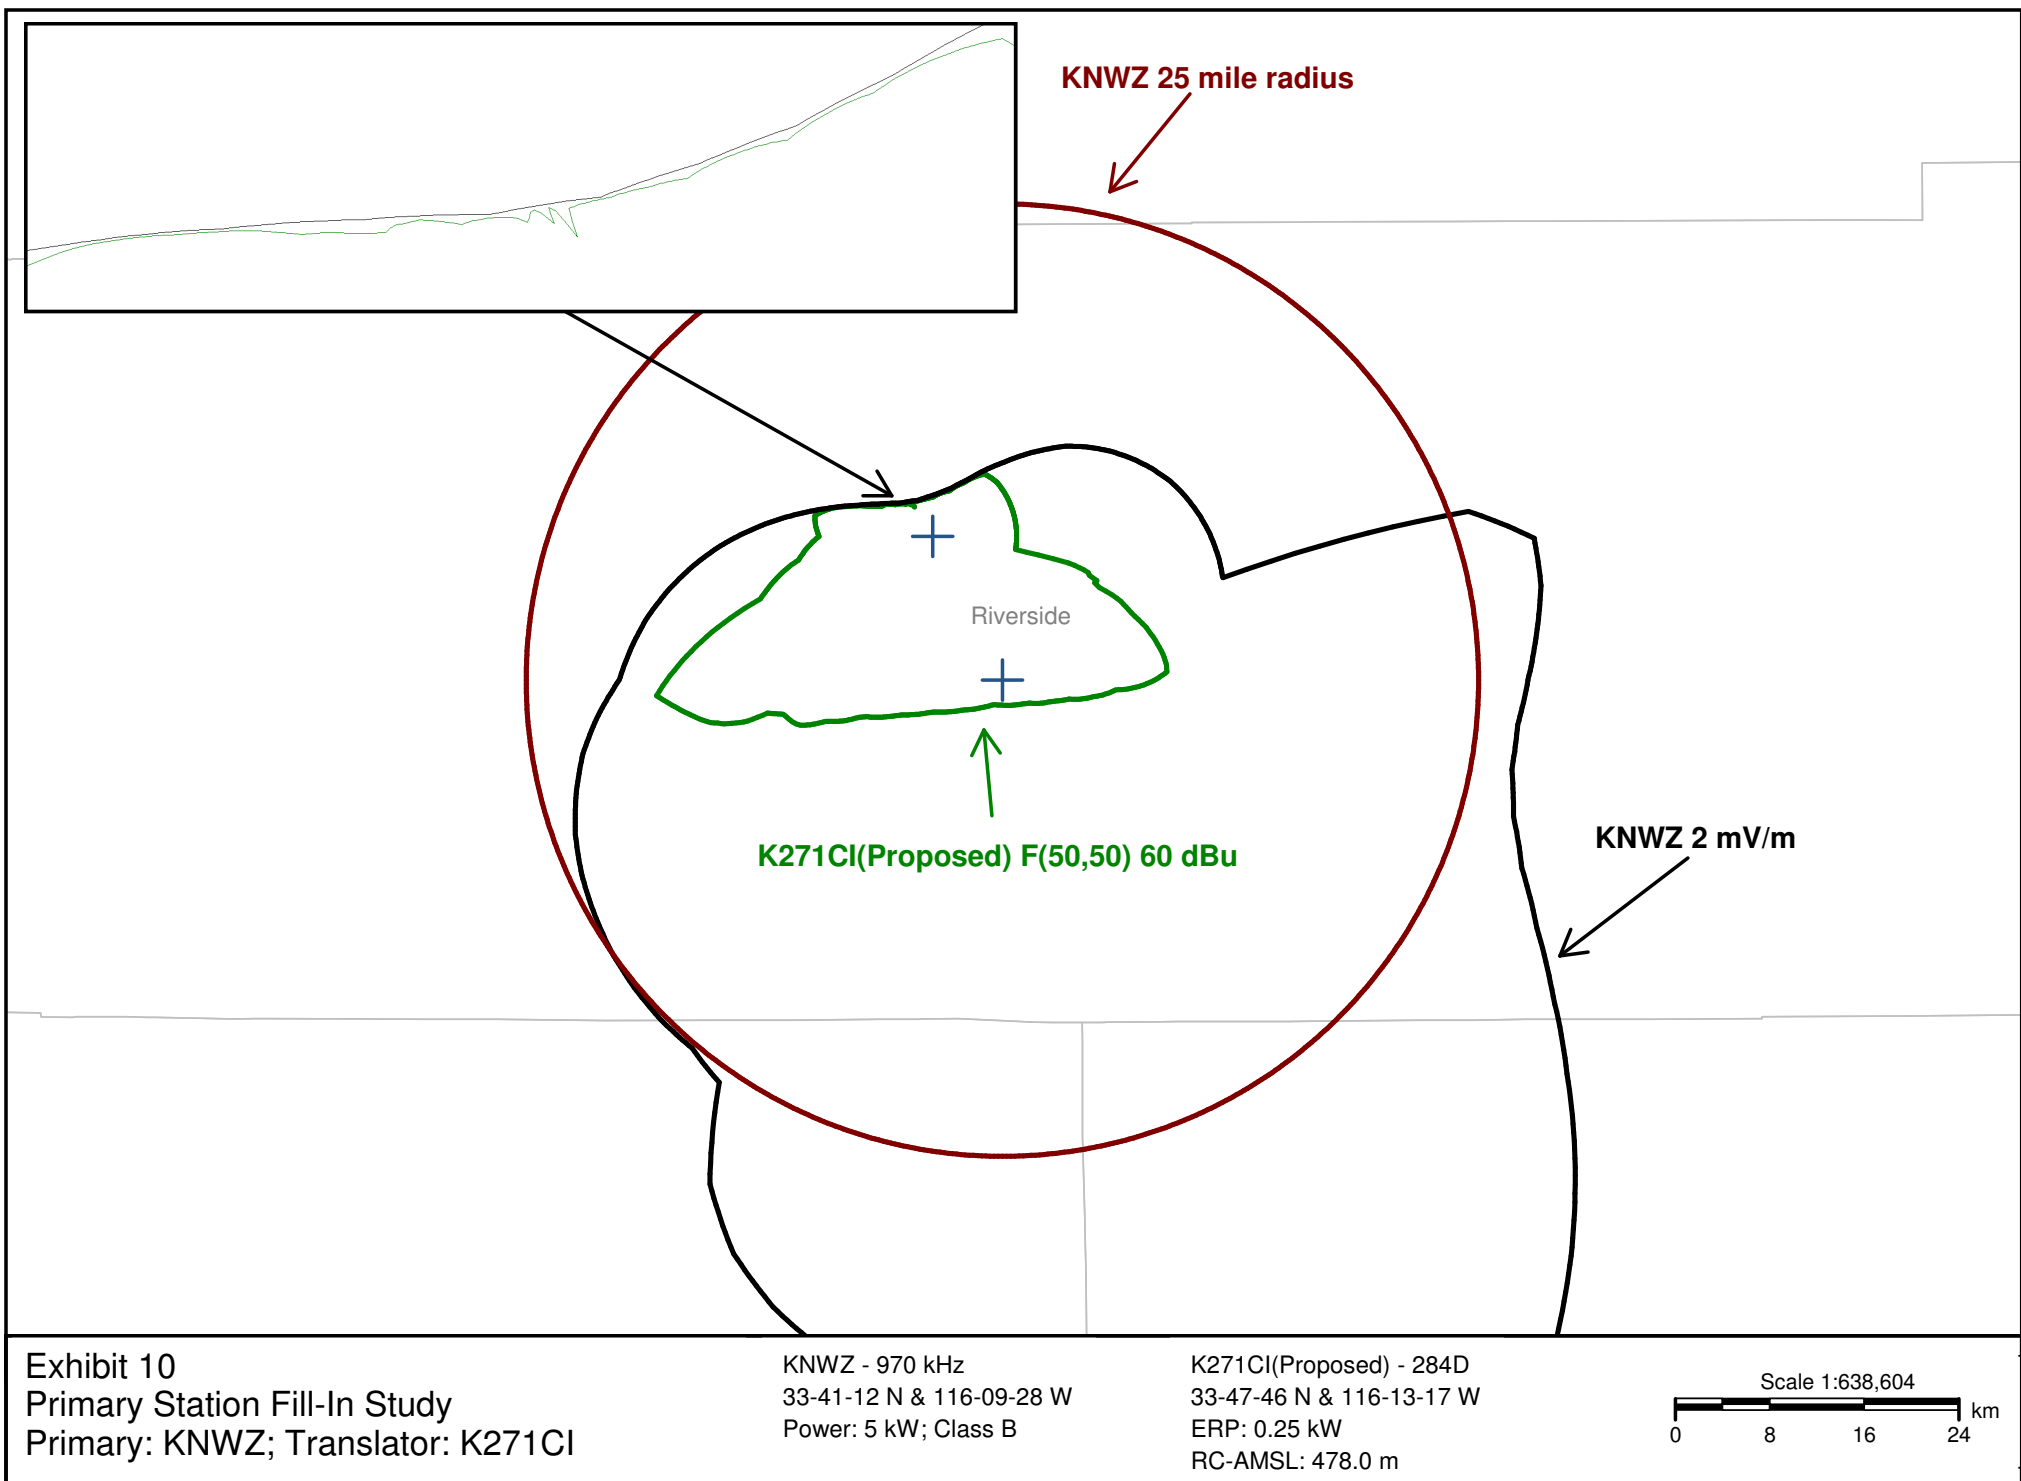 KNWZ 25 mile radius
Riverside
K271CI(Proposed) F(50,50) 60 dBu
KNWZ 2 mV/m
Exhibit 10
Primary Station Fill-In Study
Primary: KNWZ; Translator: K271CI
KNWZ - 970 kHz
33-41-12 N & 116-09-28 W
Power: 5 kW; Class B
K271CI(Proposed) - 284D
33-47-46 N & 116-13-17 W
ERP: 0.25 kW
RC-AMSL: 478.0 m
Scale 1:638,604
km
0 8 16 24